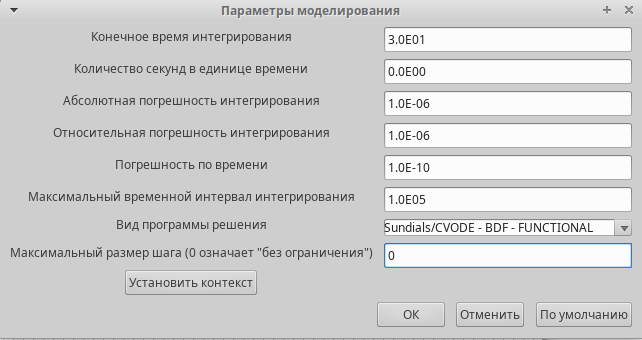 Параметры моделирования
Конечное время интегрирования 3.0E01
Количество секунд в единице времени 0.0E00
Абсолютная погрешность интегрирования 1.0E-06
Относительная погрешность интегрирования 1.0E-06
Погрешность по времени 1.0E-10
Максимальный временной интервал интегрирования 1.0E05
Вид программы решения Sundials/CVODE - BDF - FUNCTIONAL
Максимальный размер шага (0 означает "без ограничения") 0
Установить контекст
ОК Отменить По умолчанию